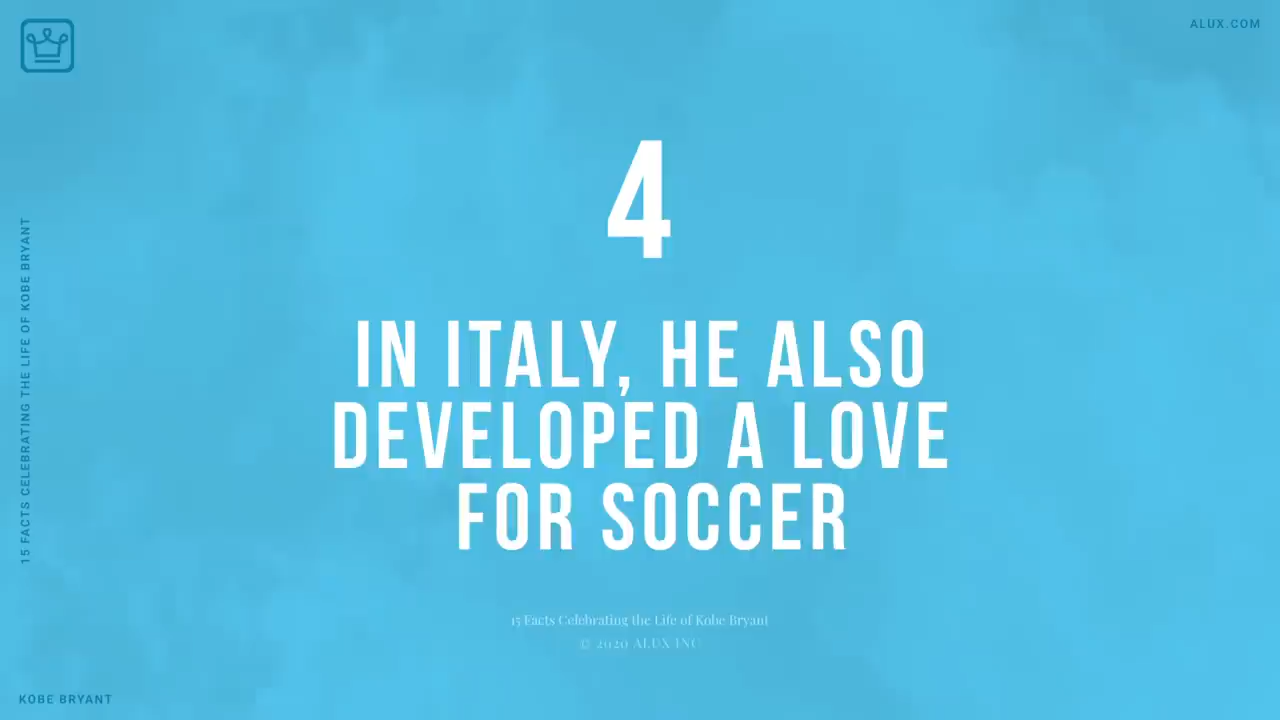 ALUX.COM
15 FACTS CELEBRATING THE LIFE OF KOBE BRYANT
4
IN ITALY, HE ALSO
DEVELOPED A LOVE
FOR SOCCER
15 Facts Celebrating the Life of Kobe Bryant
© 2020 ALUX INC
KOBE BRYANT